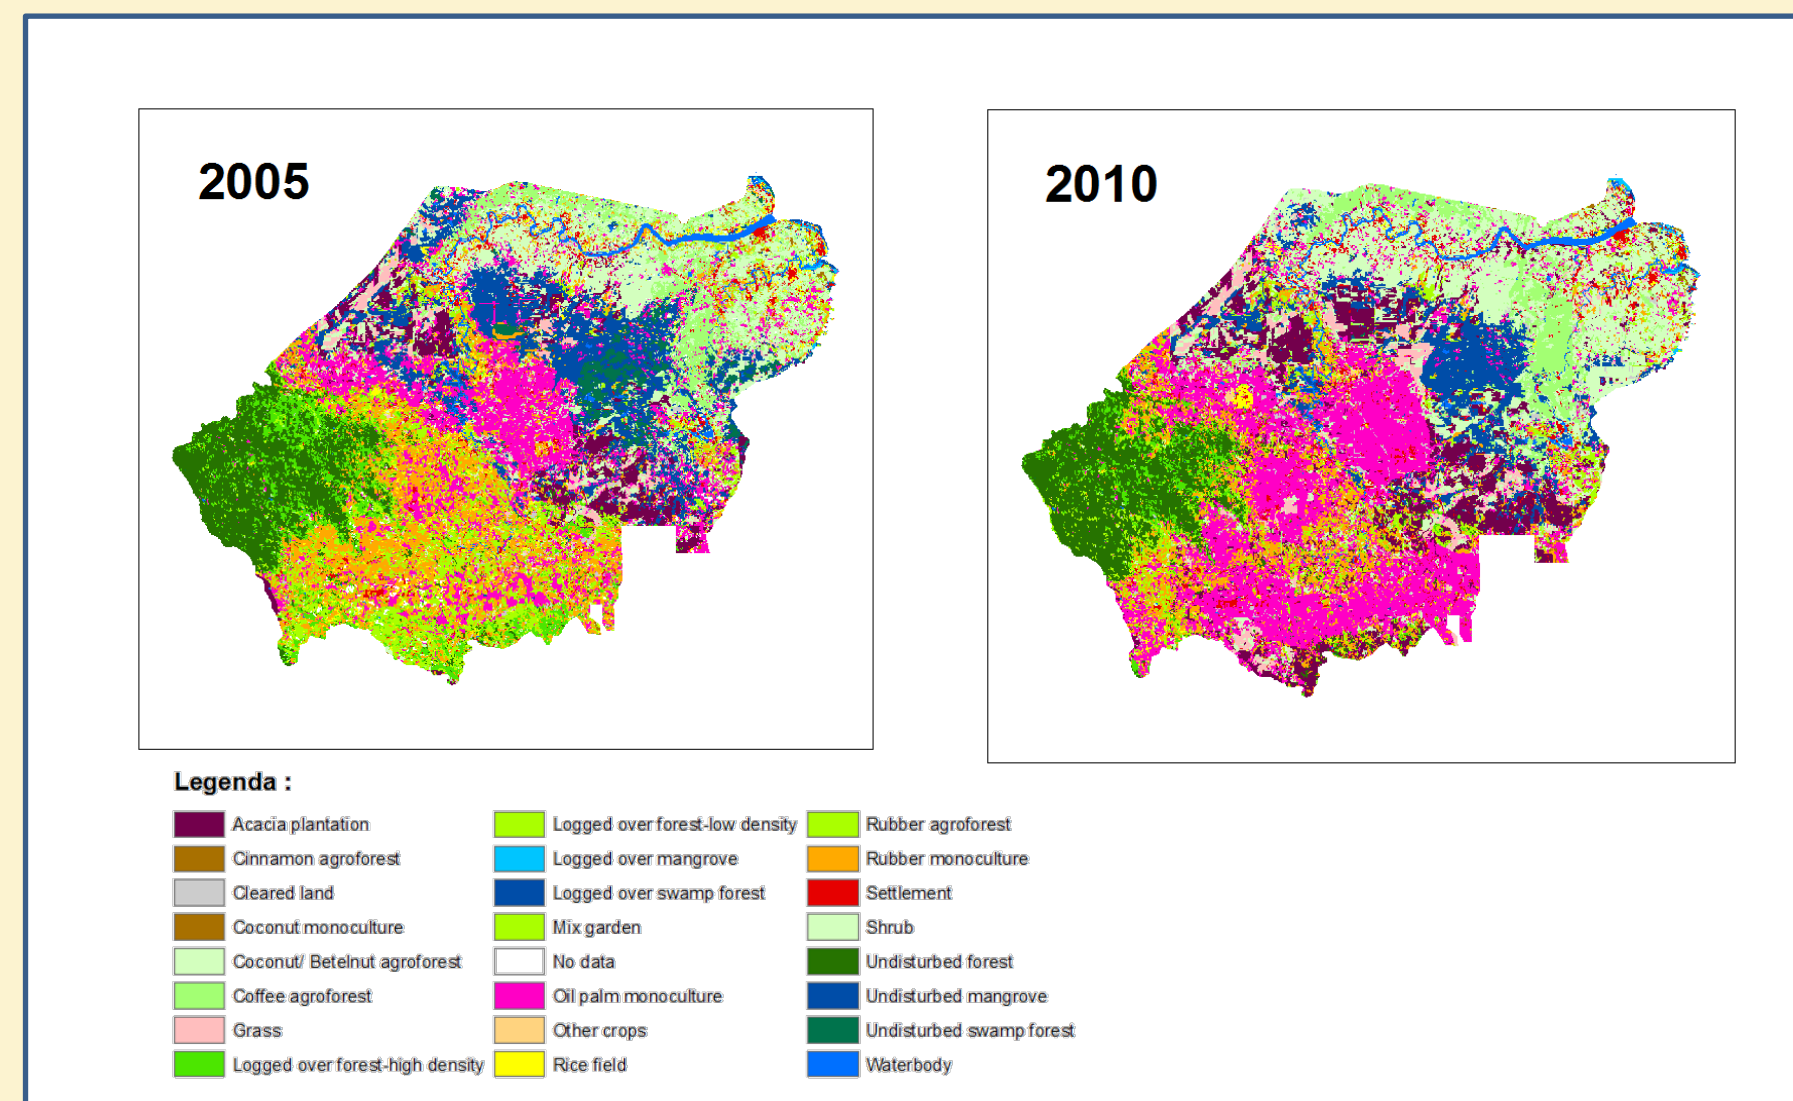 2005
2010
Legenda :
Acacia plantation
Cinnamon agroforest
Cleared land
Coconut monoculture
Coconut/ Betelnut agroforest
Coffee agroforest
Grass
Logged over forest-high density
Logged over forest-low density
Logged over mangrove
Logged over swamp forest
Mix garden
No data
Oil palm monoculture
Other crops
Rice field
Rubber agroforest
Rubber monoculture
Settlement
Shrub
Undisturbed forest
Undisturbed mangrove
Undisturbed swamp forest
Waterbody